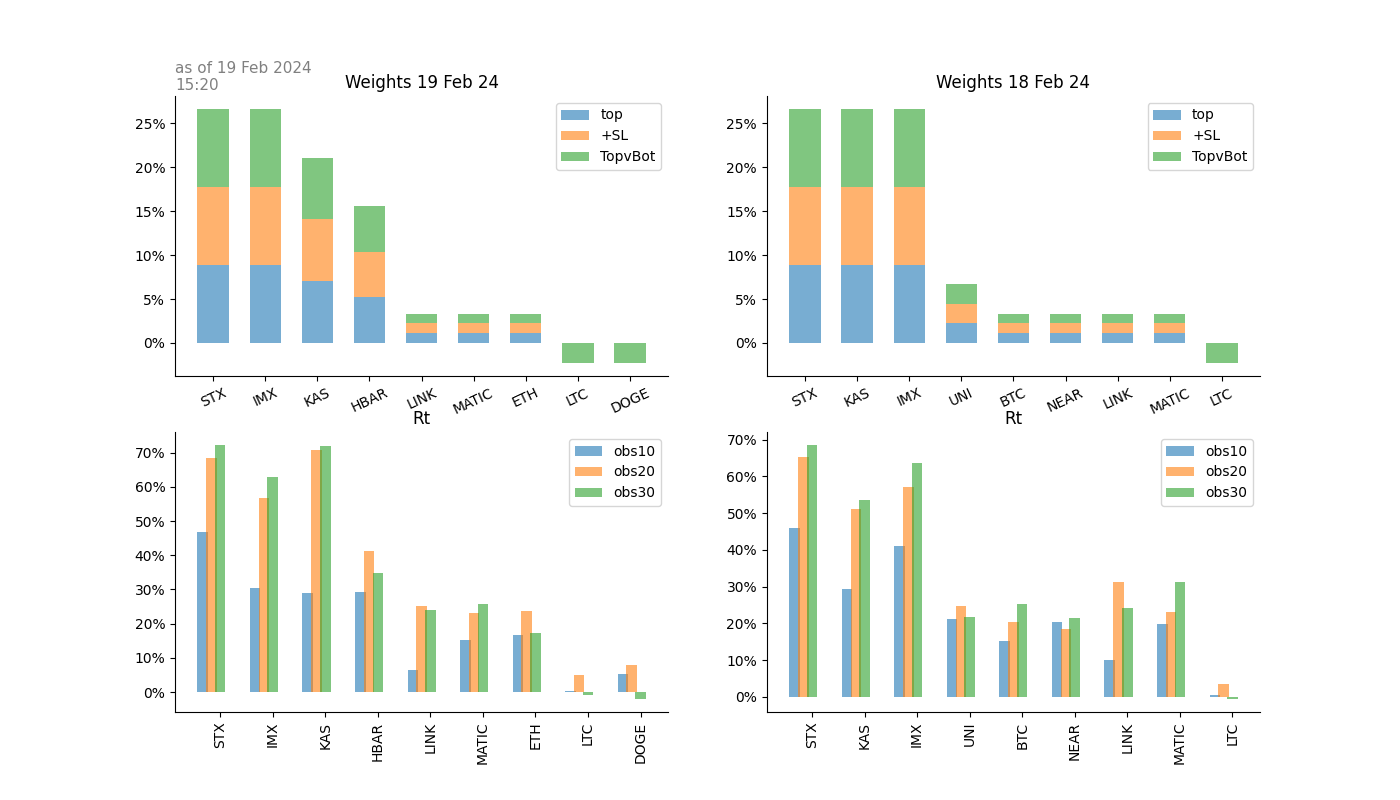 as of 19 Feb 2024
15:20
Weights 19 Feb 24
25%
20%
15%
10%
5%
0%
top
+SL
TopvBot
STX
IMX
KAS
HBAR
LINK
MATIC
ETH
LTC
DOGE
Weights 18 Feb 24
25%
20%
15%
10%
5%
0%
top
+SL
TopvBot
STX
KAS
IMX
UNI
BTC
NEAR
LINK
MATIC
LTC
Rt
70%
60%
50%
40%
30%
20%
10%
0%
obs10
obs20
obs30
STX
IMX
KAS
HBAR
LINK
MATIC
ETH
LTC
DOGE
Rt
70%
60%
50%
40%
30%
20%
10%
0%
obs10
obs20
obs30
STX
KAS
IMX
UNI
BTC
NEAR
LINK
MATIC
LTC